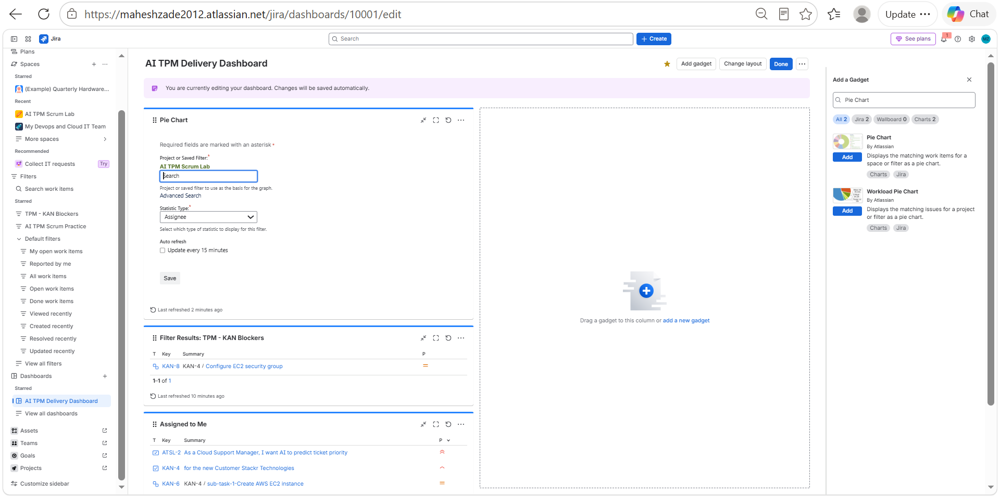 https://maheshzade2012.atlassian.net/jira/dashboards/10001/edit
Update
Chat
Jira
Search
Create
See plans
1
MZ
Plans
Spaces
Starred
(Example) Quarterly Hardware...
Recent
AI TPM Scrum Lab
My Devops and Cloud IT Team
More spaces
Recommended
Collect IT requests
Try
Filters
Search work items
Starred
TPM - KAN Blockers
AI TPM Scrum Practice
Default filters
My open work items
Reported by me
All work items
Open work items
Done work items
Viewed recently
Created recently
Resolved recently
Updated recently
View all filters
Dashboards
Starred
AI TPM Delivery Dashboard
View all dashboards
Assets
Teams
Goals
Projects
Customize sidebar
AI TPM Delivery Dashboard
Add gadget
Change layout
Done
You are currently editing your dashboard. Changes will be saved automatically.
Pie Chart
Required fields are marked with an asterisk *
Project or Saved Filter:*
AI TPM Scrum Lab
Search
Project or saved filter to use as the basis for the graph.
Advanced Search
Statistic Type:*
Assignee
Select which type of statistic to display for this filter.
Auto refresh
Update every 15 minutes
Save
Last refreshed 2 minutes ago
Filter Results: TPM - KAN Blockers
T Key Summary P
KAN-8 KAN-4 / Configure EC2 security group
1–1 of 1
Last refreshed 10 minutes ago
Assigned to Me
T Key Summary P
ATSL-2 As a Cloud Support Manager, I want AI to predict ticket priority
KAN-4 for the new Customer Stackr Technologies
KAN-6 KAN-4 / sub-task-1-Create AWS EC2 instance
Drag a gadget to this column or add a new gadget
Add a Gadget
Pie Chart
All 2 Jira 2 Wallboard 0 Charts 2
Pie Chart
By Atlassian
Add
Displays the matching work items for a
space or filter as a pie chart.
Charts Jira
Workload Pie Chart
By Atlassian
Add
Displays the matching issues for a project
or filter as a pie chart.
Charts Jira